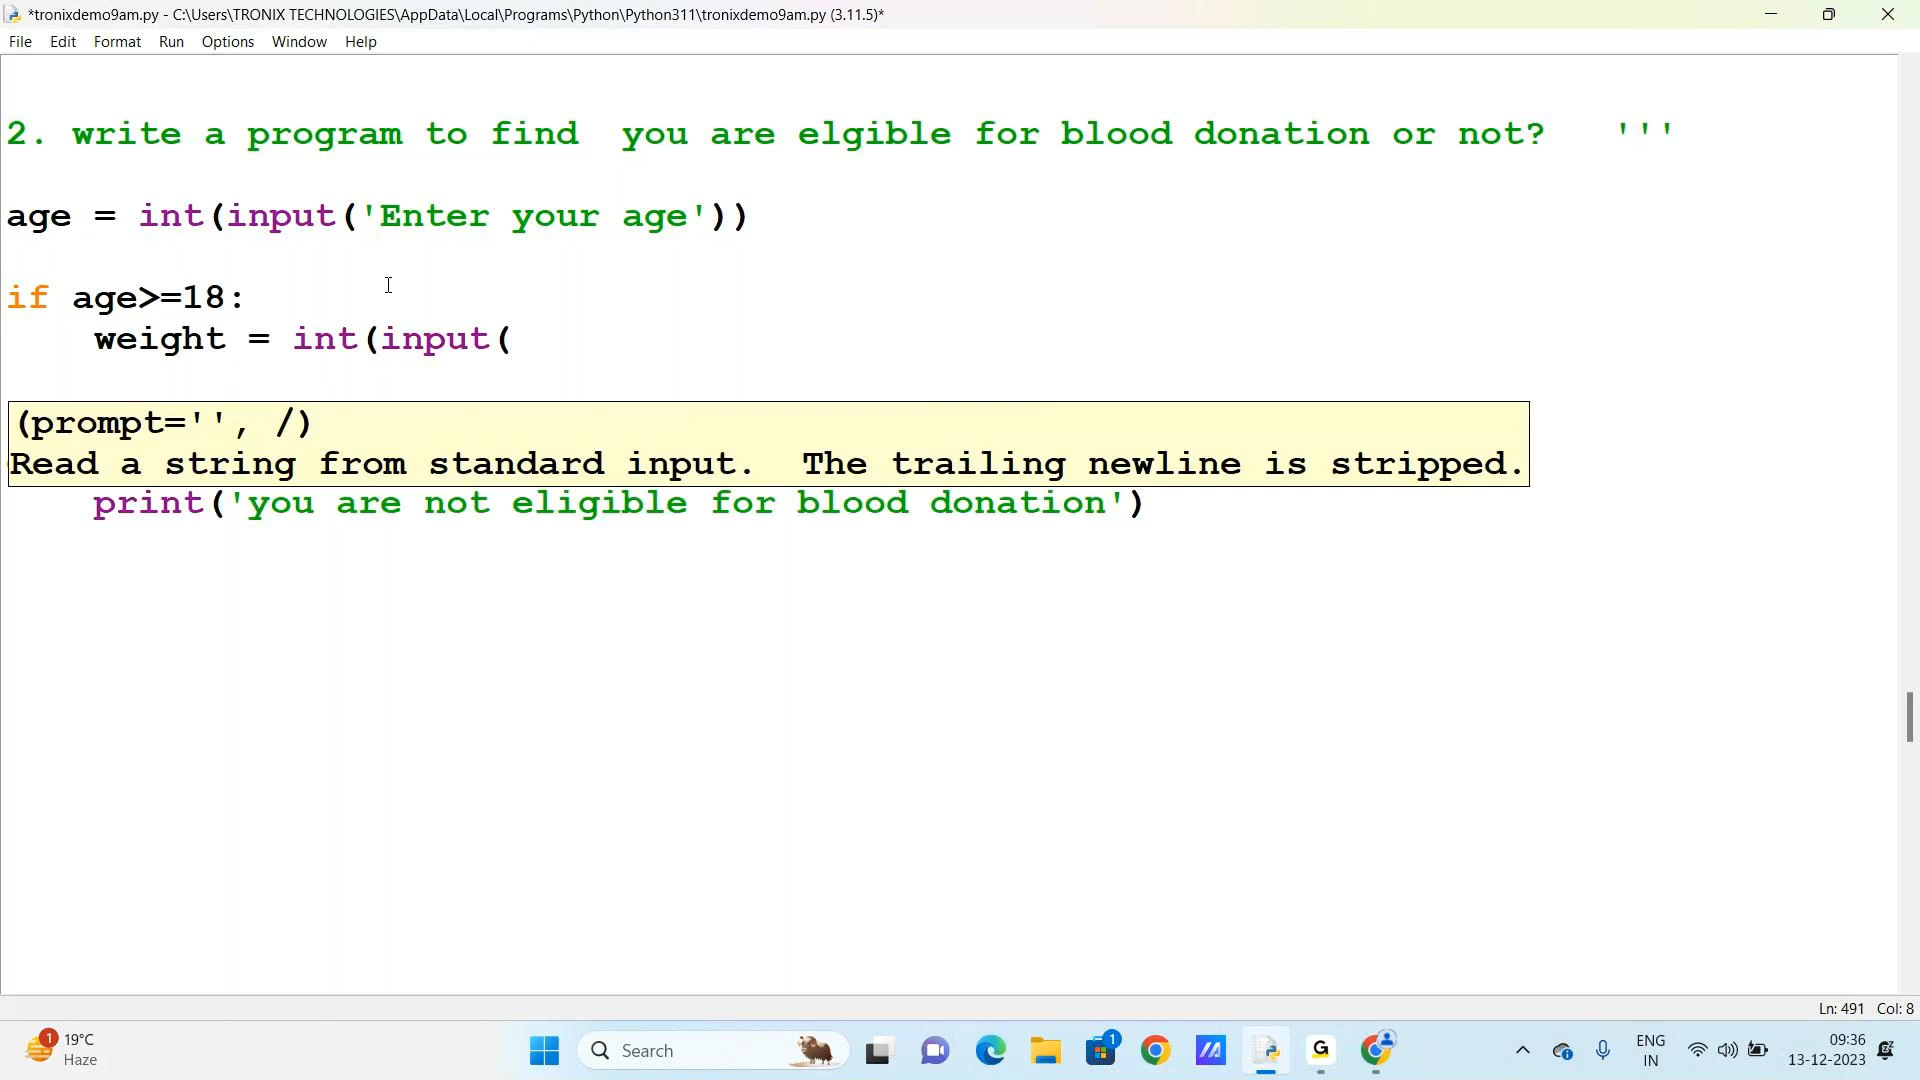 *tronixdemo9am.py - C:\Users\TRONIX TECHNOLOGIES\AppData\Local\Programs\Python\Python311\tronixdemo9am.py (3.11.5)*
File Edit Format Run Options Window Help
2. write a program to find  you are elgible for blood donation or not?   '''
age = int(input('Enter your age'))
if age>=18:
    weight = int(input(
(prompt='', /)
Read a string from standard input.  The trailing newline is stripped.
    print('you are not eligible for blood donation')
Ln: 491 Col: 8
1
19°C
Haze
Search
1
G
ENG
IN
09:36
13-12-2023